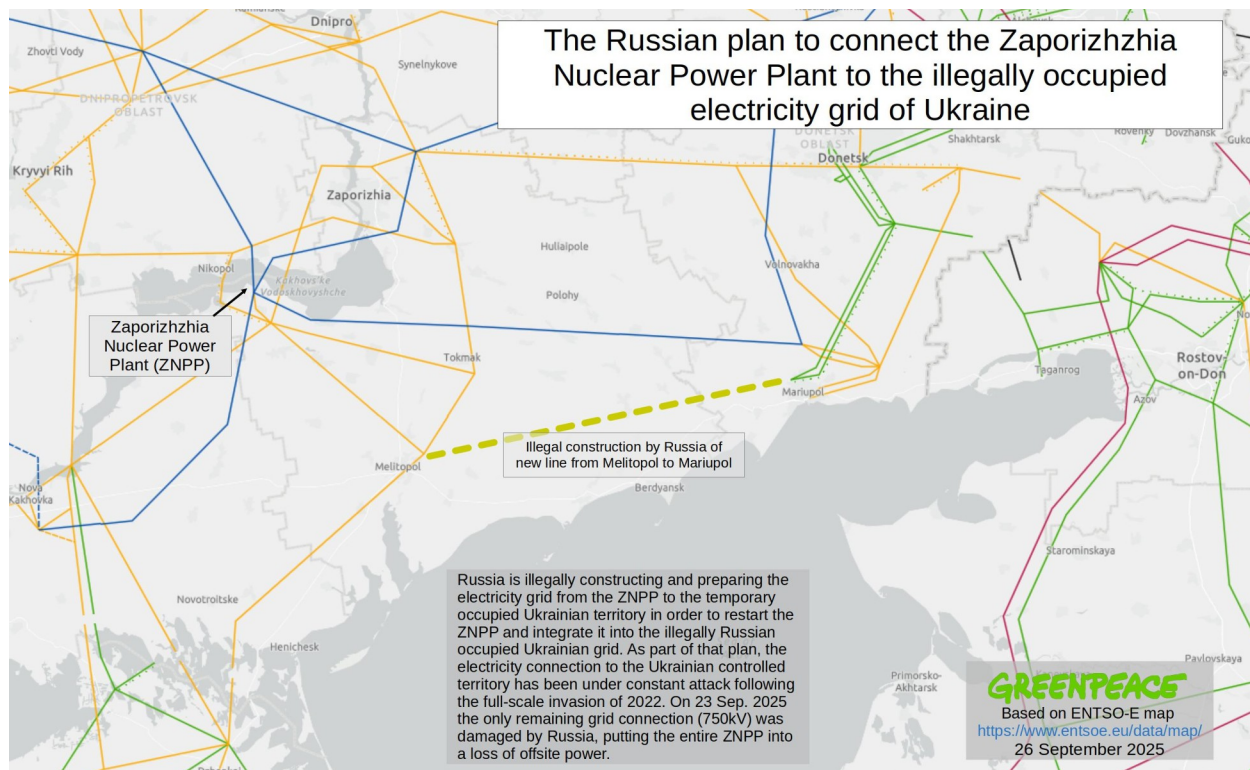 Dnipro
Zhovti Vody
Synelnykove
The Russian plan to connect the Zaporizhzhia
Nuclear Power Plant to the illegally occupied
electricity grid of Ukraine
DNIPROPETROVSK
OBLAST
DONETSK
OBLAST
Donetsk
Shakhtarsk
Rovenky
Dovzhansk
Guko
Kryvyi Rih
Zaporizhia
Huliaipole
Volnovakha
Nikopol
Kakhovs'ke
Vodoskhovyshche
Polohy
Zaporizhzhia
Nuclear Power
Plant (ZNPP)
Tokmak
Mariupol
Taganrog
Rostov-
on-Don
Azov
No
Illegal construction by Russia of
new line from Melitopol to Mariupol
Melitopol
Berdyansk
Nova
Kakhovka
Starominskaya
Novotroitske
Henichesk
Russia is illegally constructing and preparing the
electricity grid from the ZNPP to the temporary
occupied Ukrainian territory in order to restart the
ZNPP and integrate it into the illegally Russian
occupied Ukrainian grid. As part of that plan, the
electricity connection to the Ukrainian controlled
territory has been under constant attack following
the full-scale invasion of 2022. On 23 Sep. 2025
the only remaining grid connection (750kV) was
damaged by Russia, putting the entire ZNPP into
a loss of offsite power.
Primorsko-
Akhtarsk
Pavlovskaya
GREENPEACE
Based on ENTSO-E map
https://www.entsoe.eu/data/map/
26 September 2025